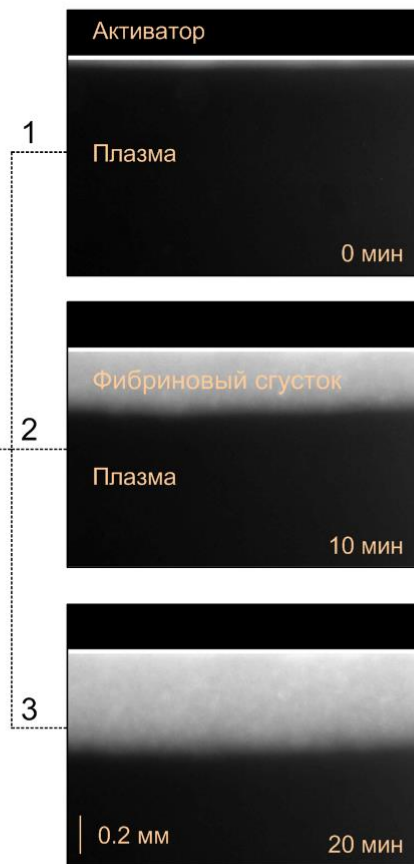 Активатор
1
Плазма
0 мин
Фибриновый сгусток
2
Плазма
10 мин
3
0.2 мм
20 мин